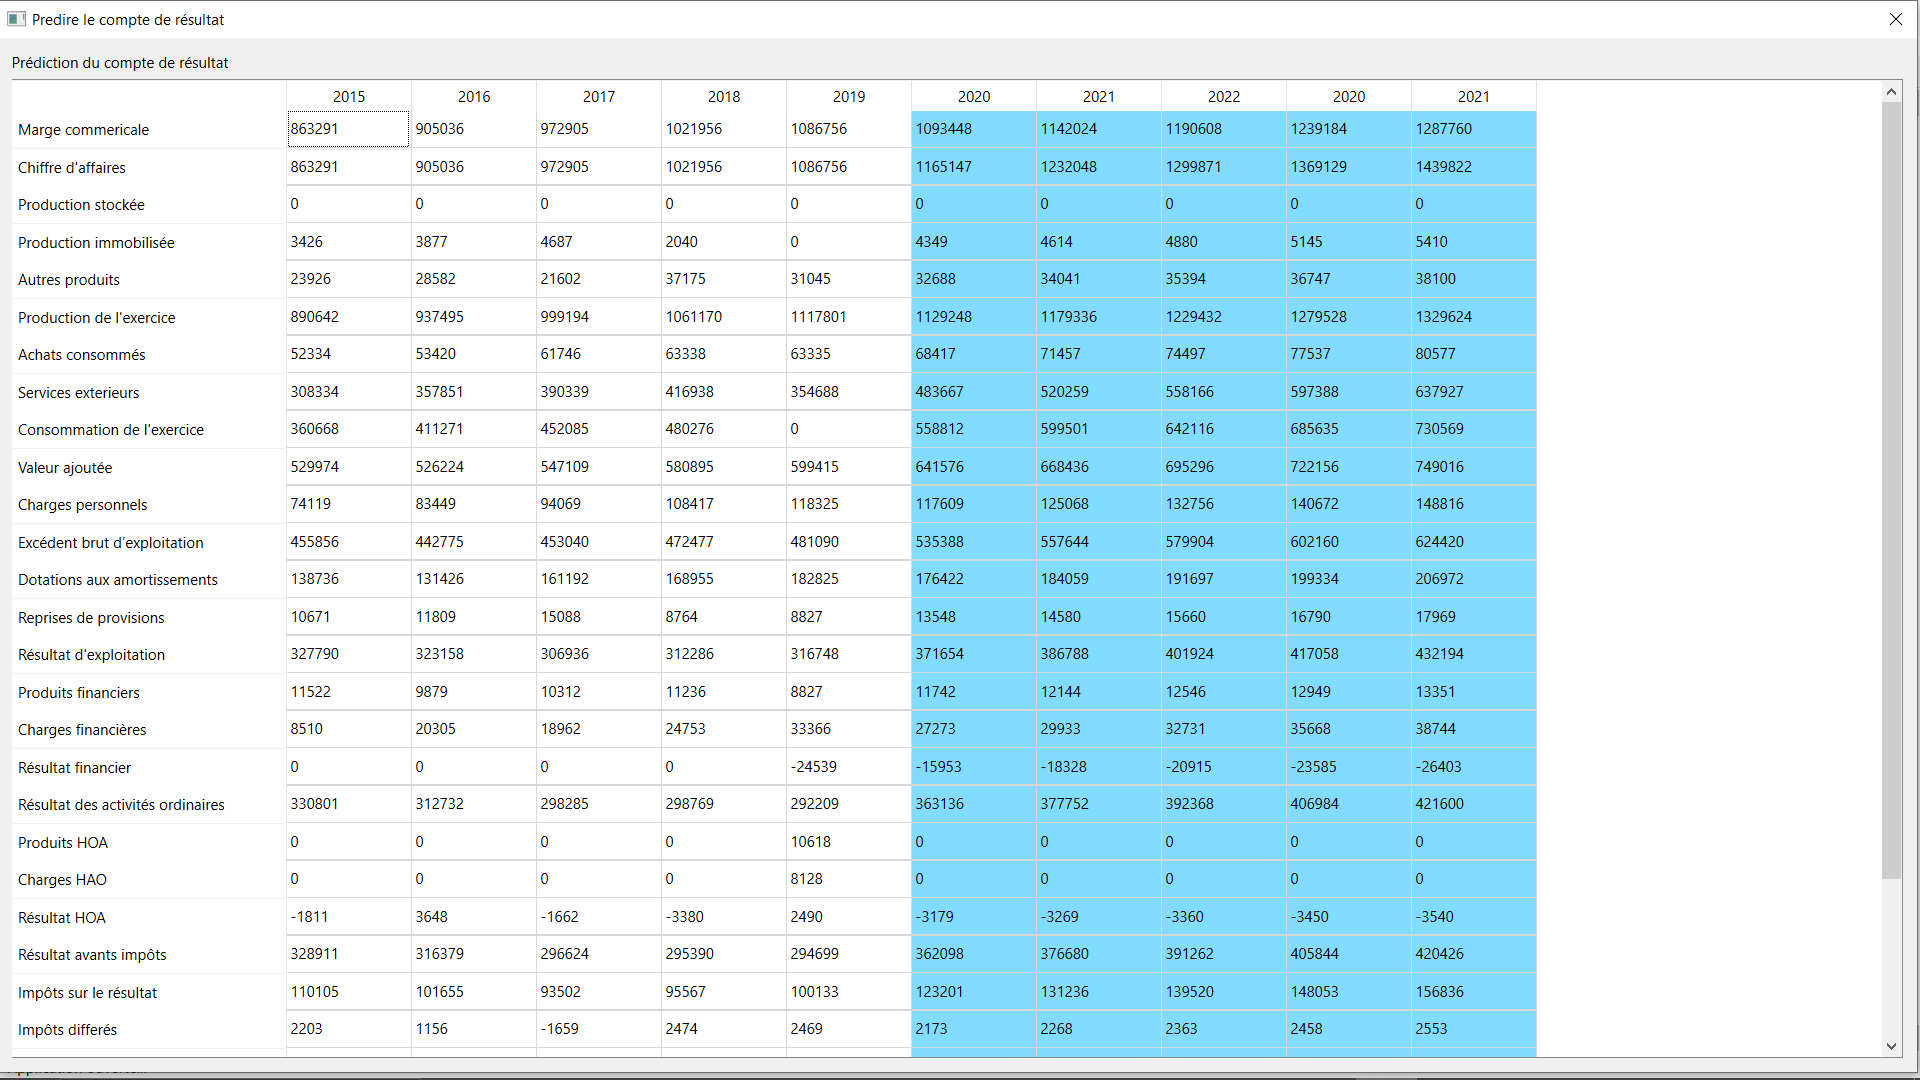 Predire le compte de résultat
Prédiction du compte de résultat
2015 2016 2017 2018 2019 2020 2021 2022 2020 2021
Marge commericale 863291 905036 972905 1021956 1086756 1093448 1142024 1190608 1239184 1287760
Chiffre d'affaires 863291 905036 972905 1021956 1086756 1165147 1232048 1299871 1369129 1439822
Production stockée 0 0 0 0 0 0 0 0 0 0
Production immobilisée 3426 3877 4687 2040 0 4349 4614 4880 5145 5410
Autres produits 23926 28582 21602 37175 31045 32688 34041 35394 36747 38100
Production de l'exercice 890642 937495 999194 1061170 1117801 1129248 1179336 1229432 1279528 1329624
Achats consommés 52334 53420 61746 63338 63335 68417 71457 74497 77537 80577
Services exterieurs 308334 357851 390339 416938 354688 483667 520259 558166 597388 637927
Consommation de l'exercice 360668 411271 452085 480276 0 558812 599501 642116 685635 730569
Valeur ajoutée 529974 526224 547109 580895 599415 641576 668436 695296 722156 749016
Charges personnels 74119 83449 94069 108417 118325 117609 125068 132756 140672 148816
Excédent brut d'exploitation 455856 442775 453040 472477 481090 535388 557644 579904 602160 624420
Dotations aux amortissements 138736 131426 161192 168955 182825 176422 184059 191697 199334 206972
Reprises de provisions 10671 11809 15088 8764 8827 13548 14580 15660 16790 17969
Résultat d'exploitation 327790 323158 306936 312286 316748 371654 386788 401924 417058 432194
Produits financiers 11522 9879 10312 11236 8827 11742 12144 12546 12949 13351
Charges financières 8510 20305 18962 24753 33366 27273 29933 32731 35668 38744
Résultat financier 0 0 0 0 -24539 -15953 -18328 -20915 -23585 -26403
Résultat des activités ordinaires 330801 312732 298285 298769 292209 363136 377752 392368 406984 421600
Produits HOA 0 0 0 0 10618 0 0 0 0 0
Charges HAO 0 0 0 0 8128 0 0 0 0 0
Résultat HOA -1811 3648 -1662 -3380 2490 -3179 -3269 -3360 -3450 -3540
Résultat avants impôts 328911 316379 296624 295390 294699 362098 376680 391262 405844 420426
Impôts sur le résultat 110105 101655 93502 95567 100133 123201 131236 139520 148053 156836
Impôts differés 2203 1156 -1659 2474 2469 2173 2268 2363 2458 2553